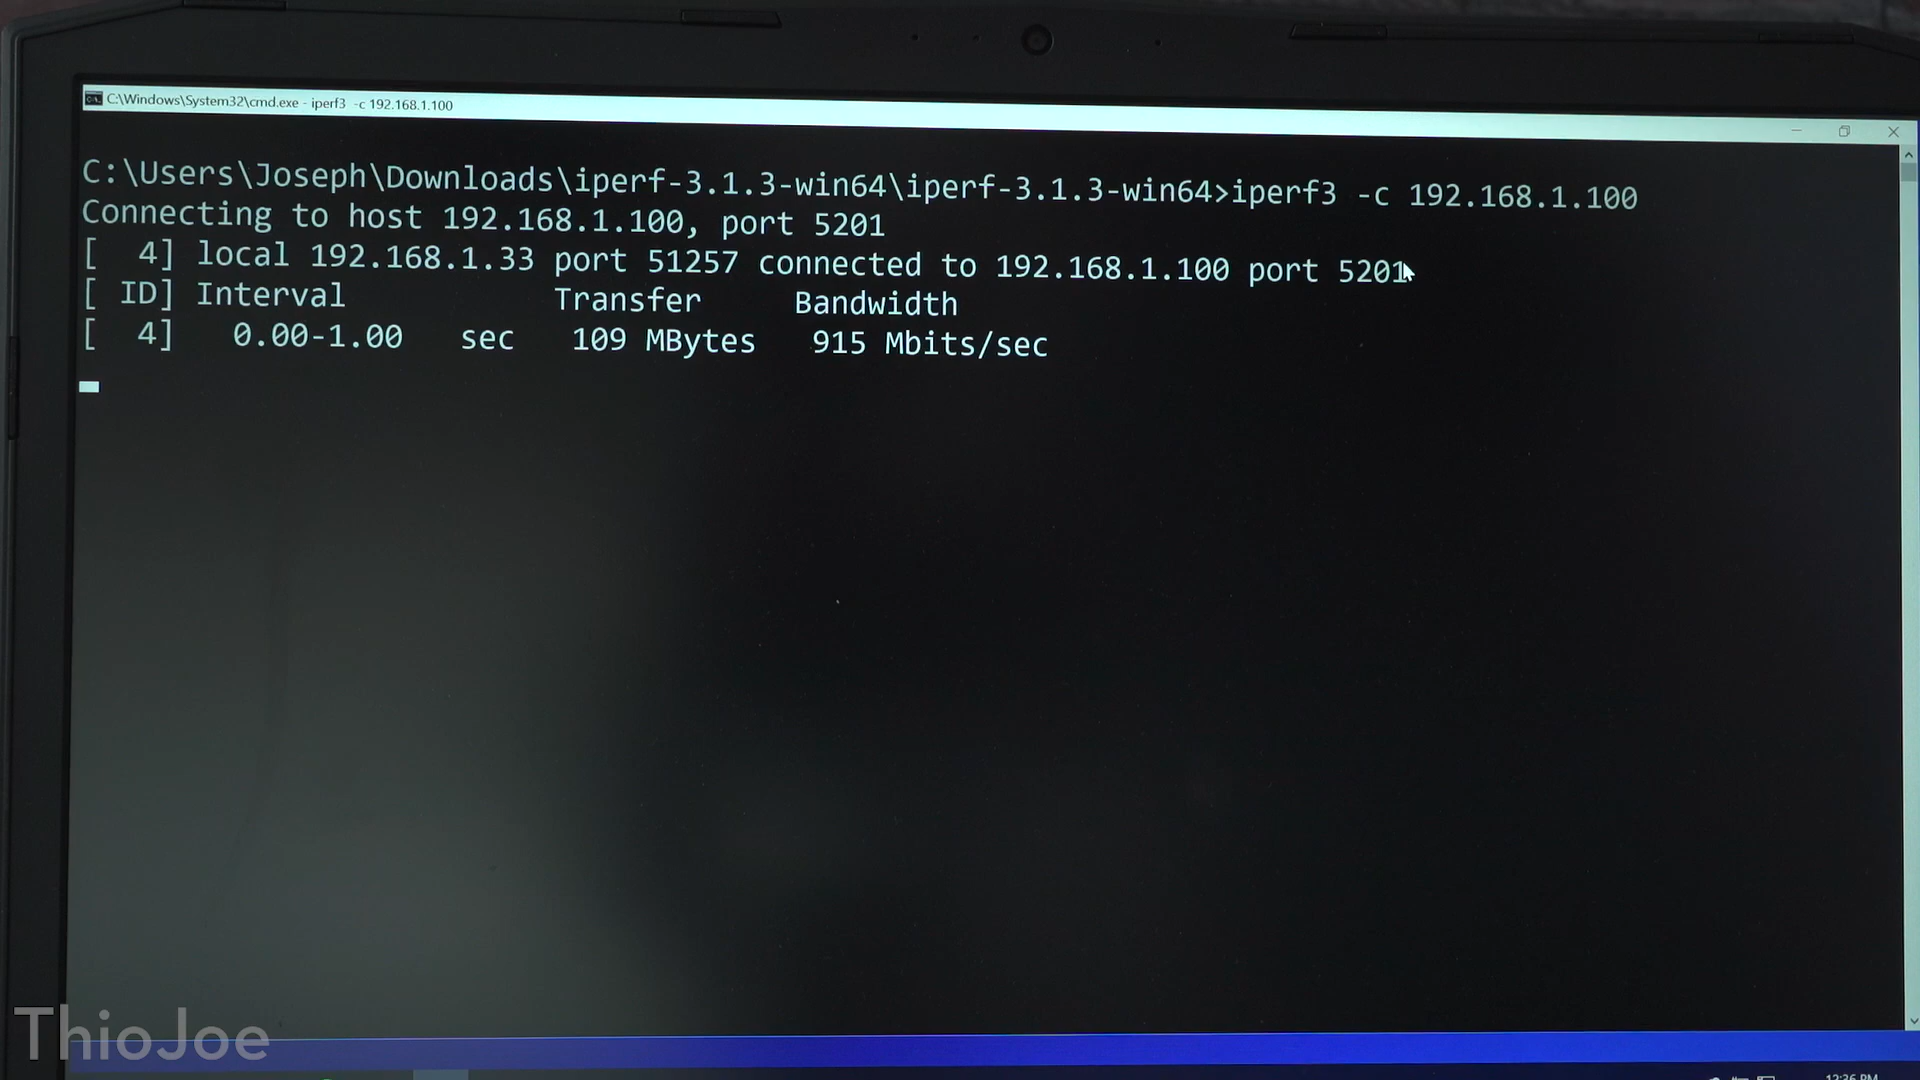 C:\Windows\System32\cmd.exe - iperf3 -c 192.168.1.100
C:\Users\Joseph\Downloads\iperf-3.1.3-win64\iperf-3.1.3-win64>iperf3 -c 192.168.1.100
Connecting to host 192.168.1.100, port 5201
[  4] local 192.168.1.33 port 51257 connected to 192.168.1.100 port 5201
[ ID] Interval           Transfer     Bandwidth
[  4]   0.00-1.00   sec   109 MBytes   915 Mbits/sec
ThioJoe
12:36 PM